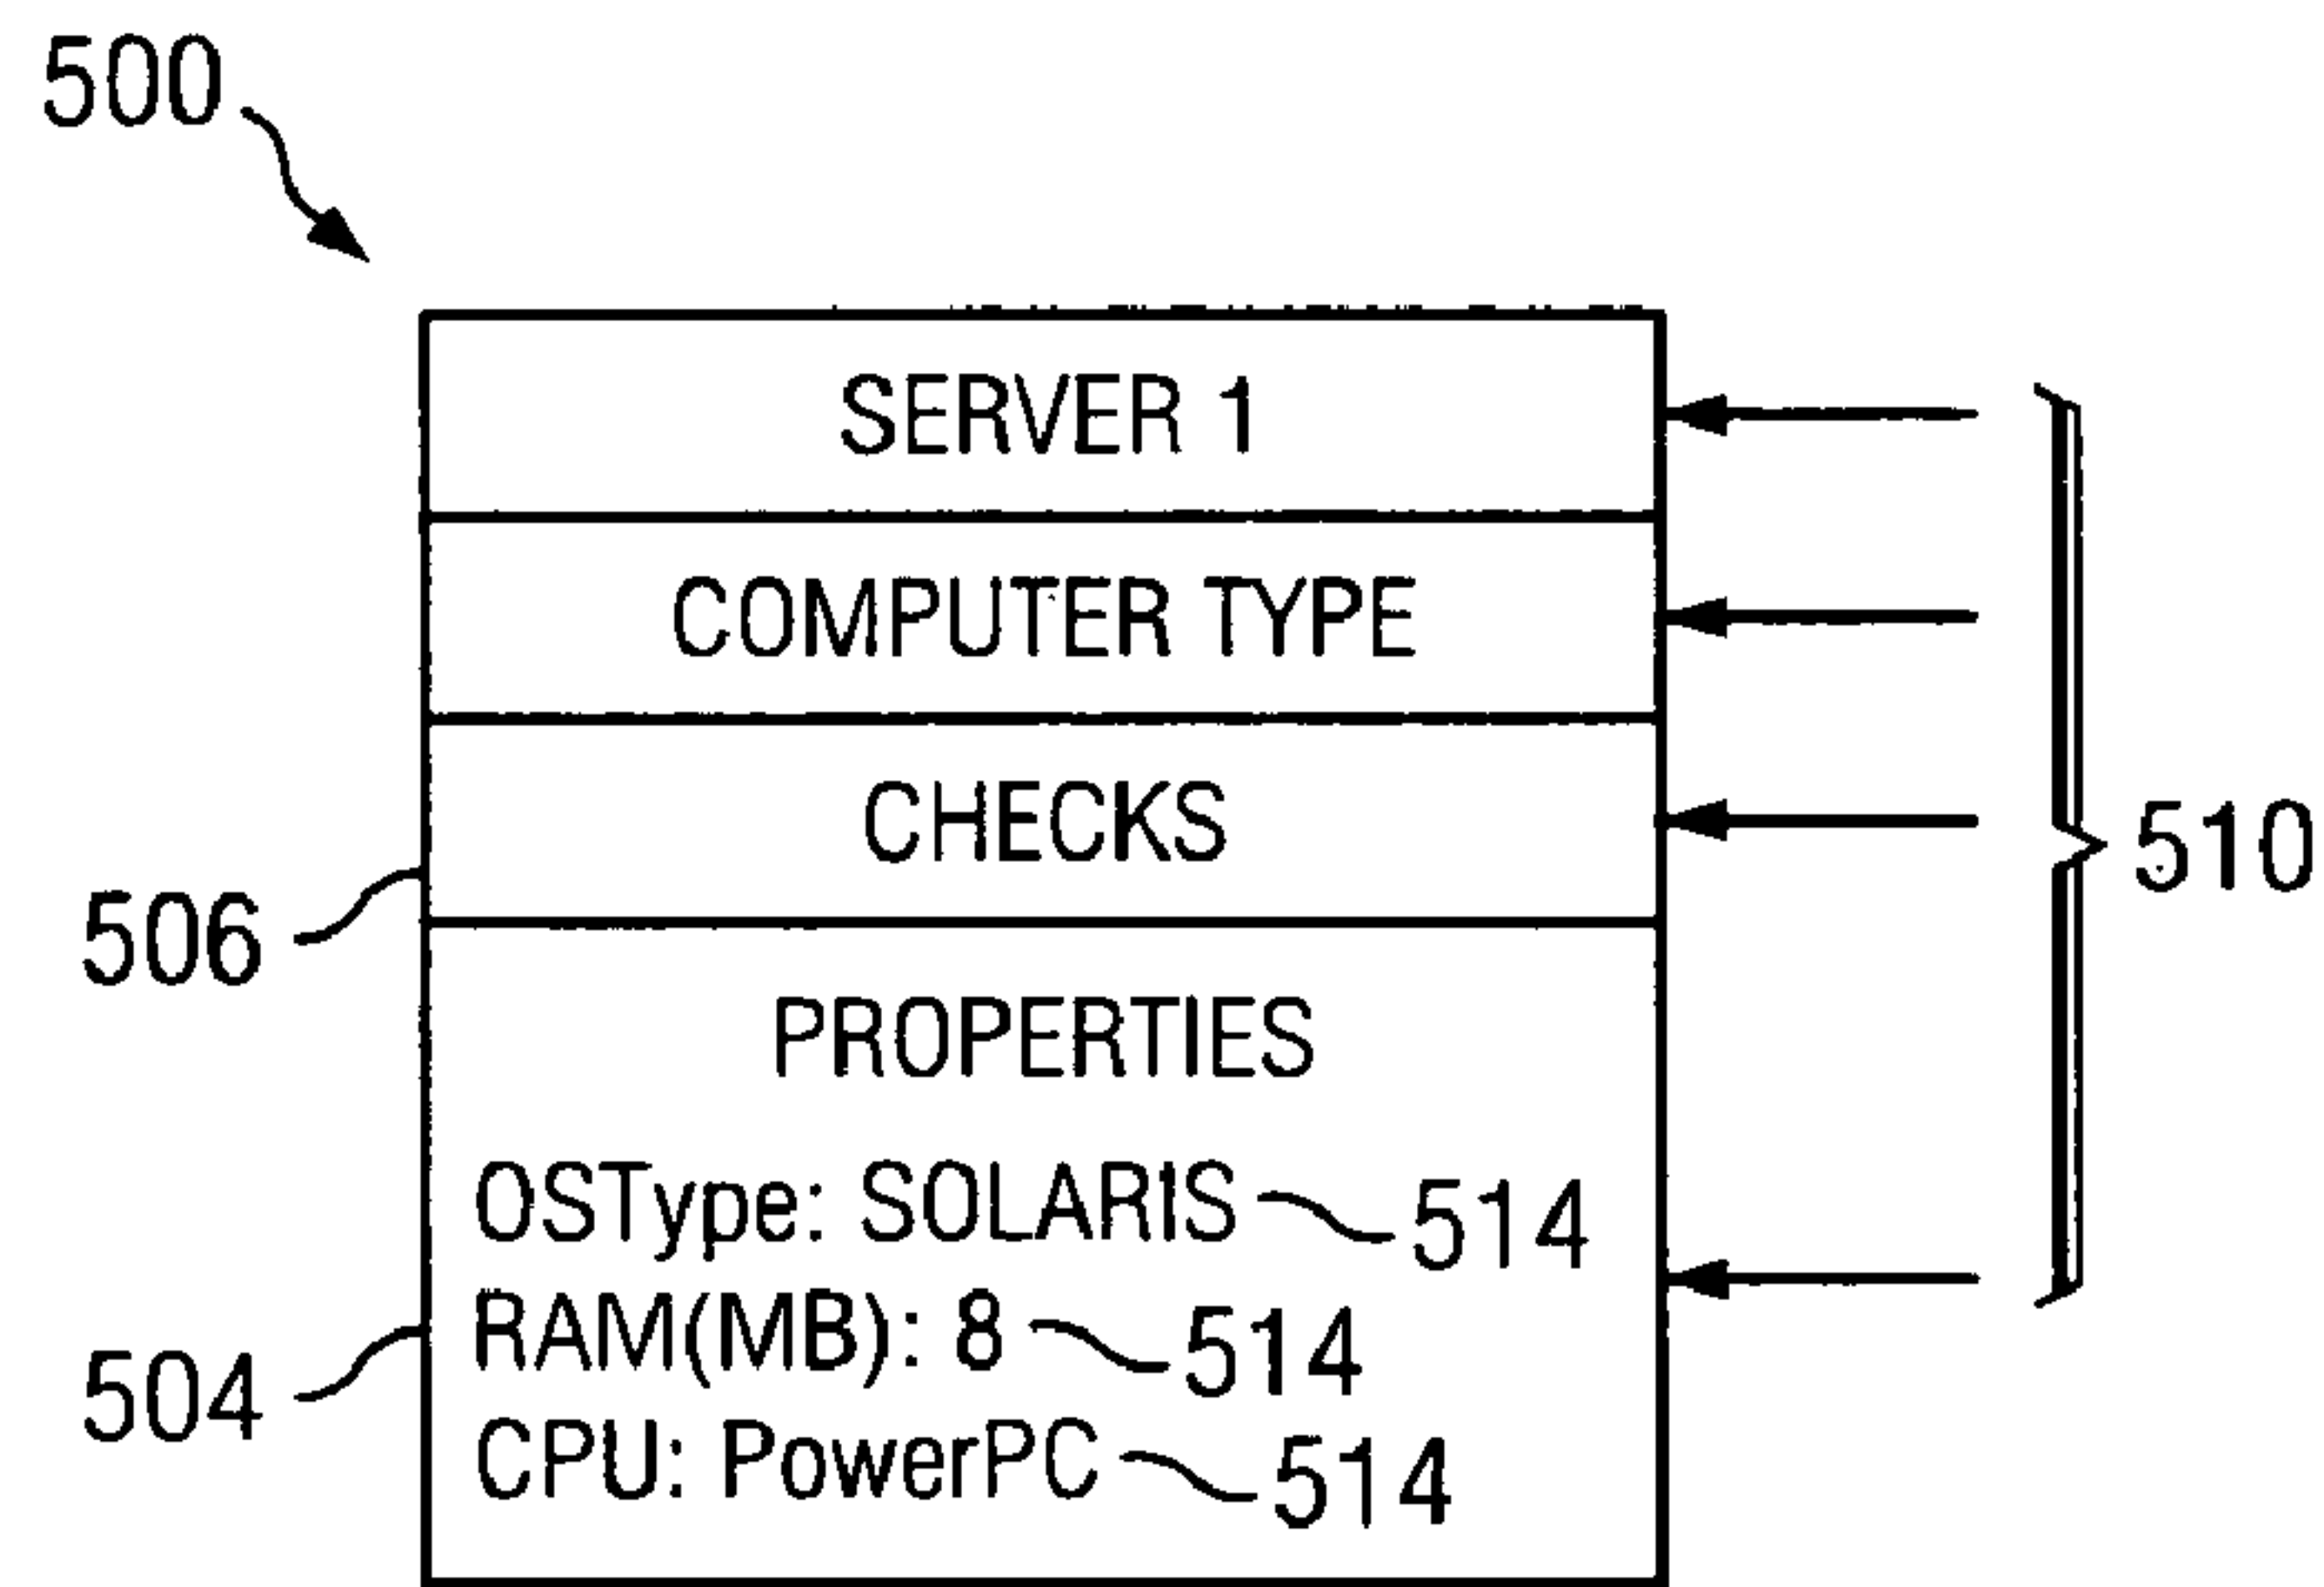 500
SERVER 1
COMPUTER TYPE
CHECKS
510
506
PROPERTIES
OSType: SOLARIS 514
RAM(MB): 8 514
504
CPU: PowerPC 514